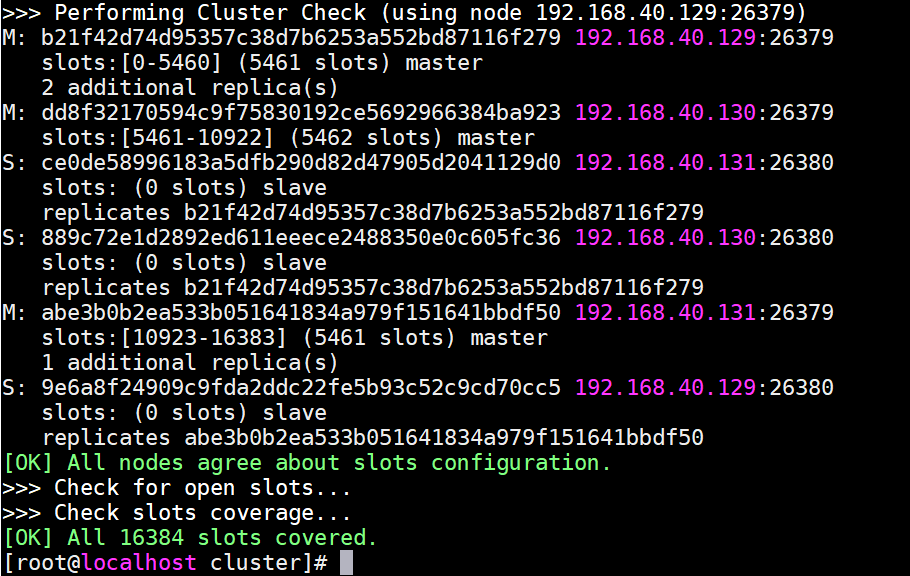 >>> Performing Cluster Check (using node 192.168.40.129:26379)
M: b21f42d74d95357c38d7b6253a552bd87116f279 192.168.40.129:26379
   slots:[0-5460] (5461 slots) master
   2 additional replica(s)
M: dd8f32170594c9f75830192ce5692966384ba923 192.168.40.130:26379
   slots:[5461-10922] (5462 slots) master
S: ce0de58996183a5dfb290d82d47905d2041129d0 192.168.40.131:26380
   slots: (0 slots) slave
   replicates b21f42d74d95357c38d7b6253a552bd87116f279
S: 889c72e1d2892ed611eeece2488350e0c605fc36 192.168.40.130:26380
   slots: (0 slots) slave
   replicates b21f42d74d95357c38d7b6253a552bd87116f279
M: abe3b0b2ea533b051641834a979f151641bbdf50 192.168.40.131:26379
   slots:[10923-16383] (5461 slots) master
   1 additional replica(s)
S: 9e6a8f24909c9fda2ddc22fe5b93c52c9cd70cc5 192.168.40.129:26380
   slots: (0 slots) slave
   replicates abe3b0b2ea533b051641834a979f151641bbdf50
[OK] All nodes agree about slots configuration.
>>> Check for open slots...
>>> Check slots coverage...
[OK] All 16384 slots covered.
[root@localhost cluster]#